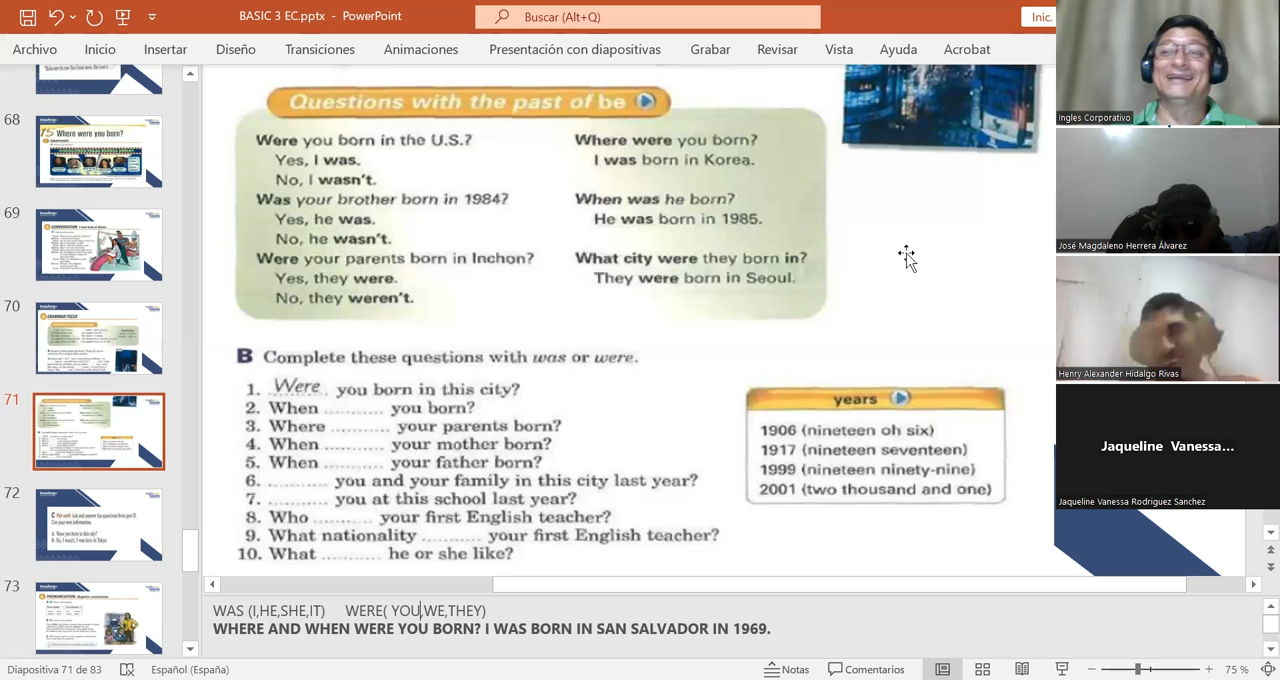 BASIC 3 EC.pptx - PowerPoint
Buscar (Alt+Q)
Inic.
Archivo Inicio Insertar Diseño Transiciones Animaciones Presentación con diapositivas Grabar Revisar Vista Ayuda Acrobat
68
Where were you born?
69
70
71
72
73
Questions with the past of be
Were you born in the U.S.?
Yes, I was.
No, I wasn't.
Was your brother born in 1984?
Yes, he was.
No, he wasn't.
Were your parents born in Inchon?
Yes, they were.
No, they weren't.
Where were you born?
I was born in Korea.
When was he born?
He was born in 1985.
What city were they born in?
They were born in Seoul.
B Complete these questions with was or were.
1. Were you born in this city?
2. When .......... you born?
3. Where .......... your parents born?
4. When .......... your mother born?
5. When .......... your father born?
6. .......... you and your family in this city last year?
7. .......... you at this school last year?
8. Who .......... your first English teacher?
9. What nationality .......... your first English teacher?
10. What .......... he or she like?
years
1906 (nineteen oh six)
1917 (nineteen seventeen)
1999 (nineteen ninety-nine)
2001 (two thousand and one)
WAS (I,HE,SHE,IT) WERE( YOU,WE,THEY)
WHERE AND WHEN WERE YOU BORN? I WAS BORN IN SAN SALVADOR IN
Ingles Corporativo
José Magdaleno Herrera Álvarez
Henry Alexander Hidalgo Rivas
Jaqueline Vanessa...
Jaqueline Vanessa Rodriguez Sanchez
Diapositiva 71 de 83 Español (España) Notas Comentarios 75 %